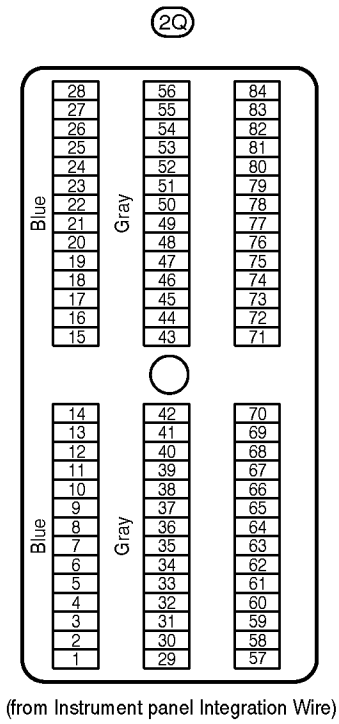 2Q
28 56 84
27 55 83
26 54 82
25 53 81
24 52 80
23 51 79
22 50 78
21 49 77
20 48 76
19 47 75
18 46 74
17 45 73
16 44 72
15 43 71
Blue Gray
14 42 70
13 41 69
12 40 68
11 39 67
10 38 66
9 37 65
8 36 64
7 35 63
6 34 62
5 33 61
4 32 60
3 31 59
2 30 58
1 29 57
Blue Gray
(from Instrument panel Integration Wire)